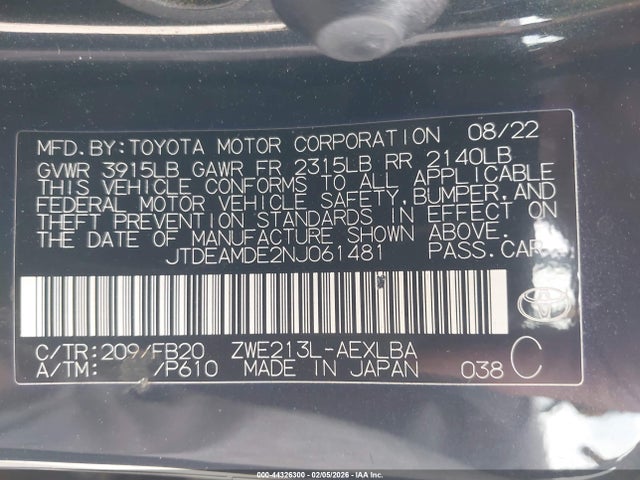 MFD.BY:TOYOTA MOTOR CORPORATION 08/22
GVWR 3915LB GAWR FR 2315LB RR 2140LB
THIS VEHICLE CONFORMS TO ALL APPLICABLE
FEDERAL MOTOR VEHICLE SAFETY,BUMPER,AND
THEFT PREVENTION STANDARDS IN EFFECT ON
THE DATE OF MANUFACTURE SHOWN ABOVE.
JTDEAMDE2NJ061481 PASS.CAR
C/TR:209/FB20 ZWE213L-AEXLBA
A/TM: /P610 MADE IN JAPAN 038 C
000-44326300 - 02/05/2026 - IAA Inc.